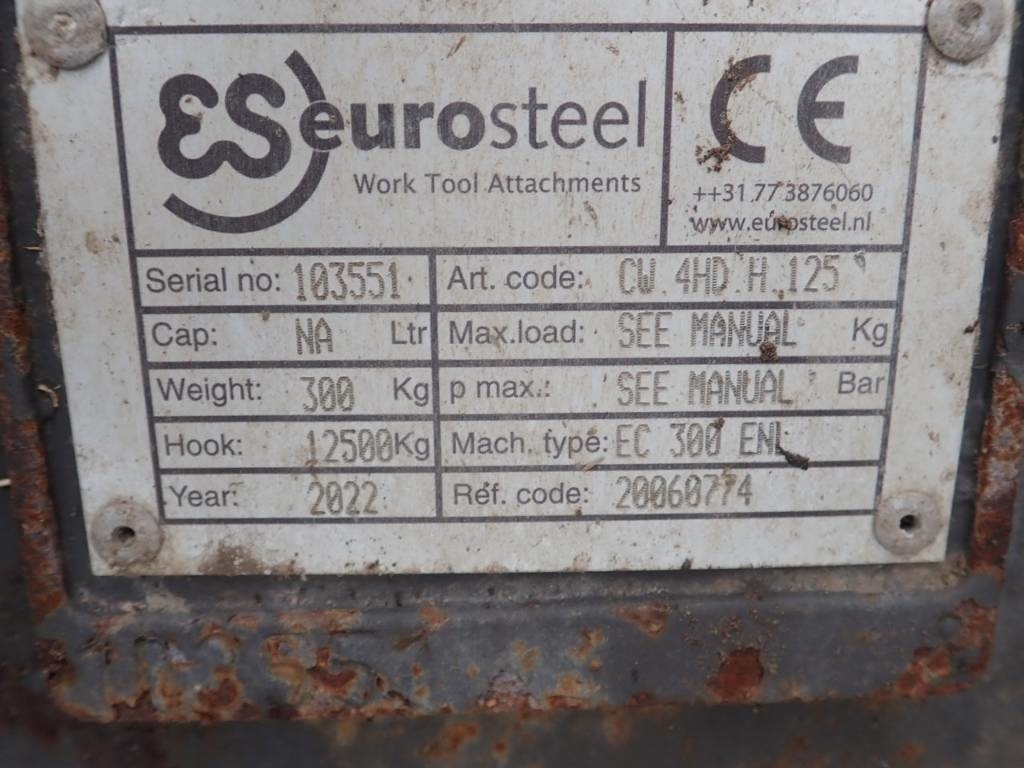 ES eurosteel
Work Tool Attachments
CE
++31 77 3876060
www.eurosteel.nl
Serial no: 103551 Art. code: CW 4HD H 125
Cap: NA Ltr Max.load: SEE MANUAL Kg
Weight: 300 Kg p max.: SEE MANUAL Bar
Hook: 12500Kg Mach. type: EC 300 ENL
Year: 2022 Ref. code: 20060774